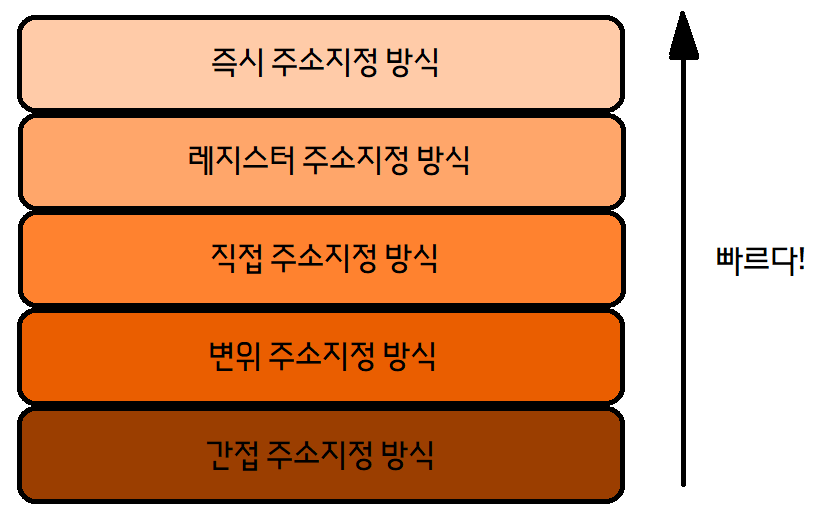 즉시 주소지정 방식
레지스터 주소지정 방식
직접 주소지정 방식
빠르다!
변위 주소지정 방식
간접 주소지정 방식